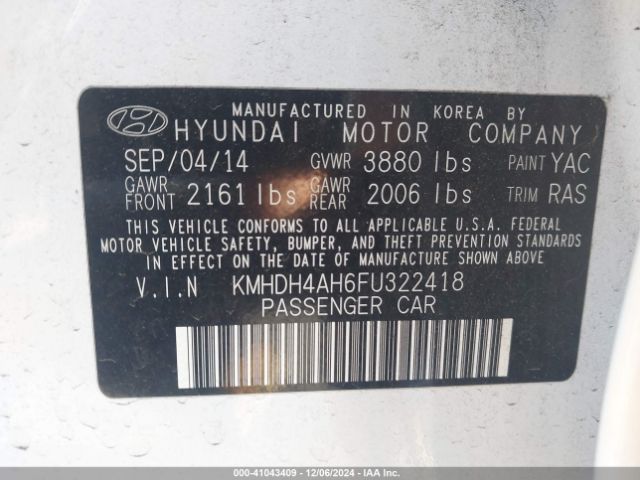 MANUFACTURED IN KOREA BY
HYUNDAI MOTOR COMPANY
SEP/04/14 GVWR 3880 lbs PAINT YAC
GAWR FRONT 2161 lbs GAWR REAR 2006 lbs TRIM RAS
THIS VEHICLE CONFORMS TO ALL APPLICABLE U.S.A. FEDERAL
MOTOR VEHICLE SAFETY, BUMPER, AND THEFT PREVENTION STANDARDS
IN EFFECT ON THE DATE OF MANUFACTURE SHOWN ABOVE.
V.I.N KMHDH4AH6FU322418
PASSENGER CAR
000-41043409 - 12/06/2024 - IAAI.com